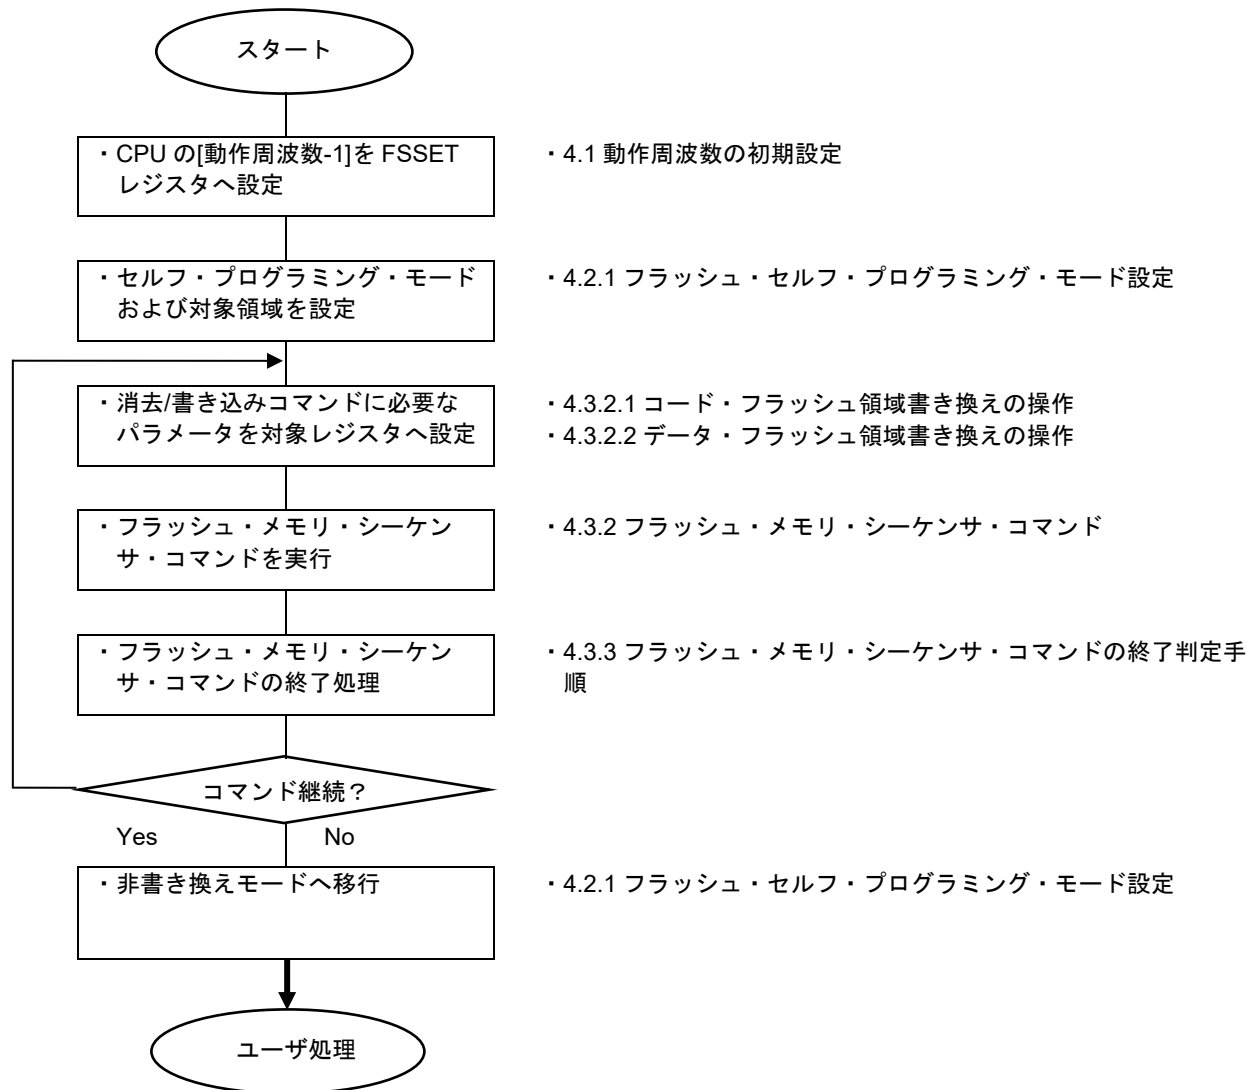 スタート
・CPU の[動作周波数-1]を FSSET
レジスタへ設定
・4.1 動作周波数の初期設定
・セルフ・プログラミング・モード
および対象領域を設定
・4.2.1 フラッシュ・セルフ・プログラミング・モード設定
・消去/書き込みコマンドに必要な
パラメータを対象レジスタへ設定
・4.3.2.1 コード・フラッシュ領域書き換えの操作
・4.3.2.2 データ・フラッシュ領域書き換えの操作
・フラッシュ・メモリ・シーケン
サ・コマンドを実行
・4.3.2 フラッシュ・メモリ・シーケンサ・コマンド
・フラッシュ・メモリ・シーケン
サ・コマンドの終了処理
・4.3.3 フラッシュ・メモリ・シーケンサ・コマンドの終了判定手
順
コマンド継続？
Yes
No
・非書き換えモードへ移行
・4.2.1 フラッシュ・セルフ・プログラミング・モード設定
ユーザ処理